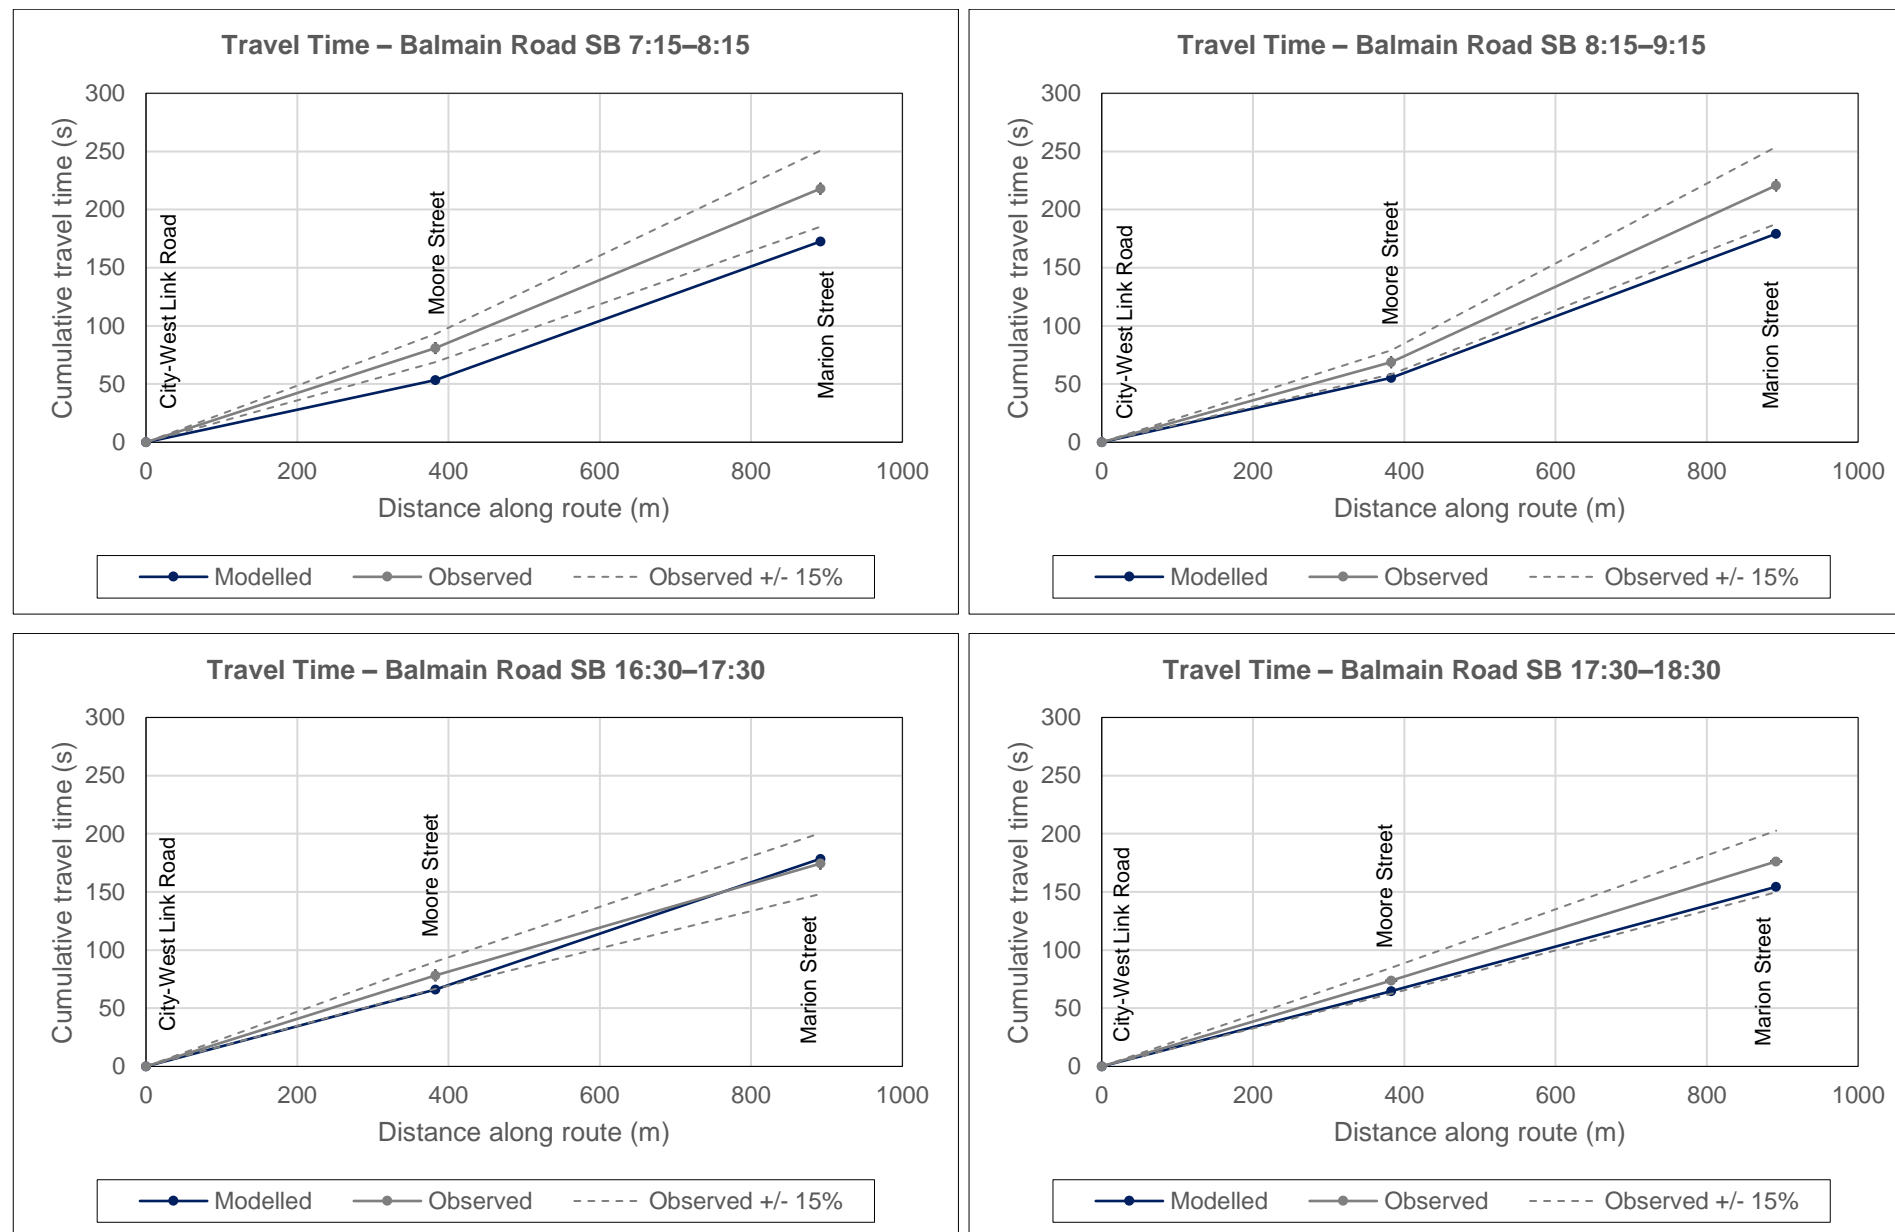 Travel Time – Balmain Road SB 7:15–8:15
Cumulative travel time (s)
300
250
200
150
100
50
0
City-West Link Road
Moore Street
Marion Street
0 200 400 600 800 1000
Distance along route (m)
Modelled Observed Observed +/- 15%
Travel Time – Balmain Road SB 8:15–9:15
Cumulative travel time (s)
300
250
200
150
100
50
0
City-West Link Road
Moore Street
Marion Street
0 200 400 600 800 1000
Distance along route (m)
Modelled Observed Observed +/- 15%
Travel Time – Balmain Road SB 16:30–17:30
Cumulative travel time (s)
300
250
200
150
100
50
0
City-West Link Road
Moore Street
Marion Street
0 200 400 600 800 1000
Distance along route (m)
Modelled Observed Observed +/- 15%
Travel Time – Balmain Road SB 17:30–18:30
Cumulative travel time (s)
300
250
200
150
100
50
0
City-West Link Road
Moore Street
Marion Street
0 200 400 600 800 1000
Distance along route (m)
Modelled Observed Observed +/- 15%